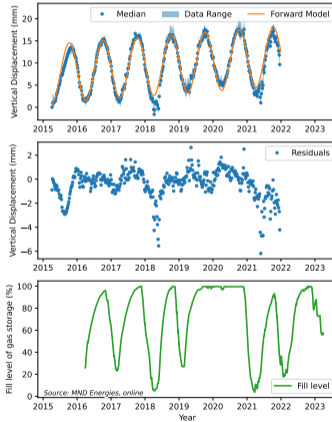 Median Data Range Forward Model
Vertical Displacement (mm)
20
15
10
5
0
2015 2016 2017 2018 2019 2020 2021 2022 2023
Residuals
Vertical Displacement (mm)
2
0
−2
−4
−6
2015 2016 2017 2018 2019 2020 2021 2022 2023
Fill level of gas storage (%)
100
80
60
40
20
0
Source: MND Energies, online
Fill level
2015 2016 2017 2018 2019 2020 2021 2022 2023
Year